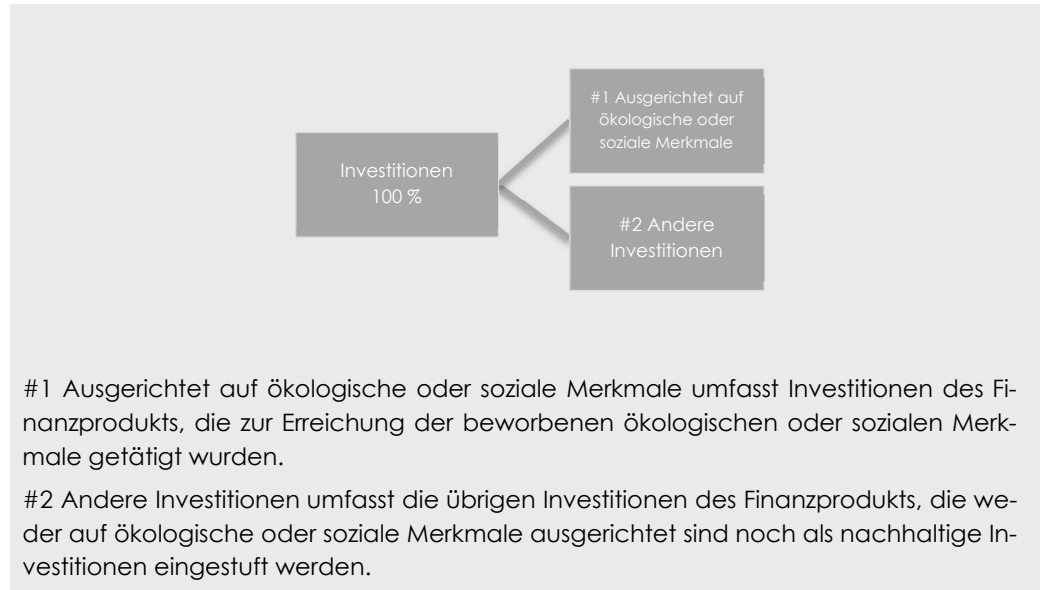 #1 Ausgerichtet auf
ökologische oder
soziale Merkmale
Investitionen
100 %
#2 Andere
Investitionen
#1 Ausgerichtet auf ökologische oder soziale Merkmale umfasst Investitionen des Fi-
nanzprodukts, die zur Erreichung der beworbenen ökologischen oder sozialen Merk-
male getätigt wurden.
#2 Andere Investitionen umfasst die übrigen Investitionen des Finanzprodukts, die we-
der auf ökologische oder soziale Merkmale ausgerichtet sind noch als nachhaltige In-
vestitionen eingestuft werden.